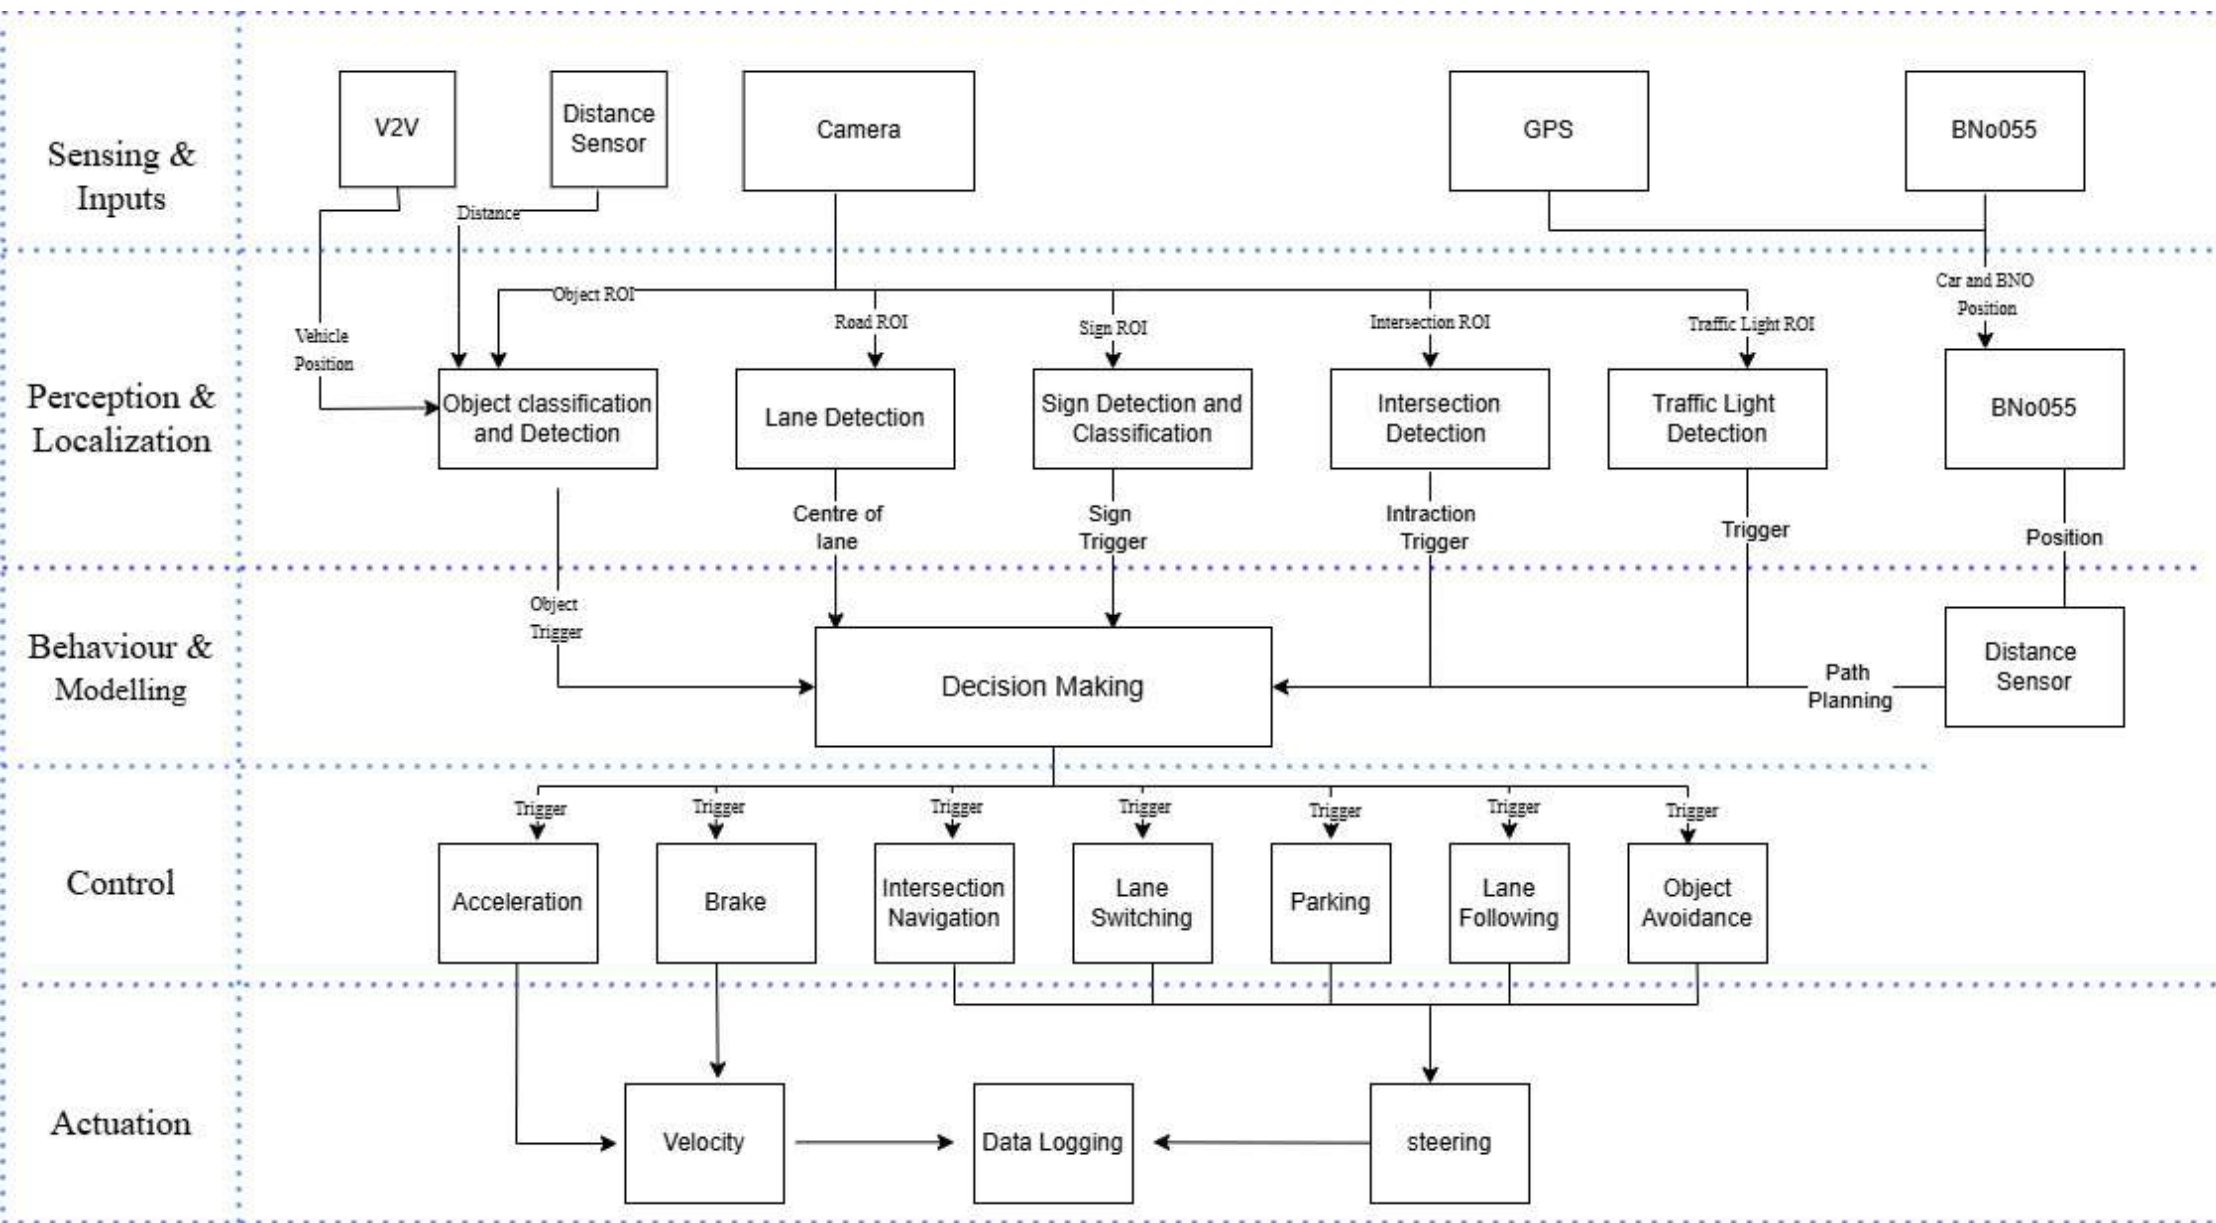 Sensing &
Inputs
V2V
Distance
Sensor
Camera
GPS
BNo055
Distance
Vehicle
Position
Object ROI
Road ROI
Sign ROI
Intersection ROI
Traffic Light ROI
Car and BNO
Position
Perception &
Localization
Object classification
and Detection
Lane Detection
Sign Detection and
Classification
Intersection
Detection
Traffic Light
Detection
BNo055
Centre of
lane
Sign
Trigger
Intraction
Trigger
Trigger
Position
Behaviour &
Modelling
Object
Trigger
Decision Making
Path
Planning
Distance
Sensor
Control
Trigger
Trigger
Trigger
Trigger
Trigger
Trigger
Trigger
Acceleration
Brake
Intersection
Navigation
Lane
Switching
Parking
Lane
Following
Object
Avoidance
Actuation
Velocity
Data Logging
steering